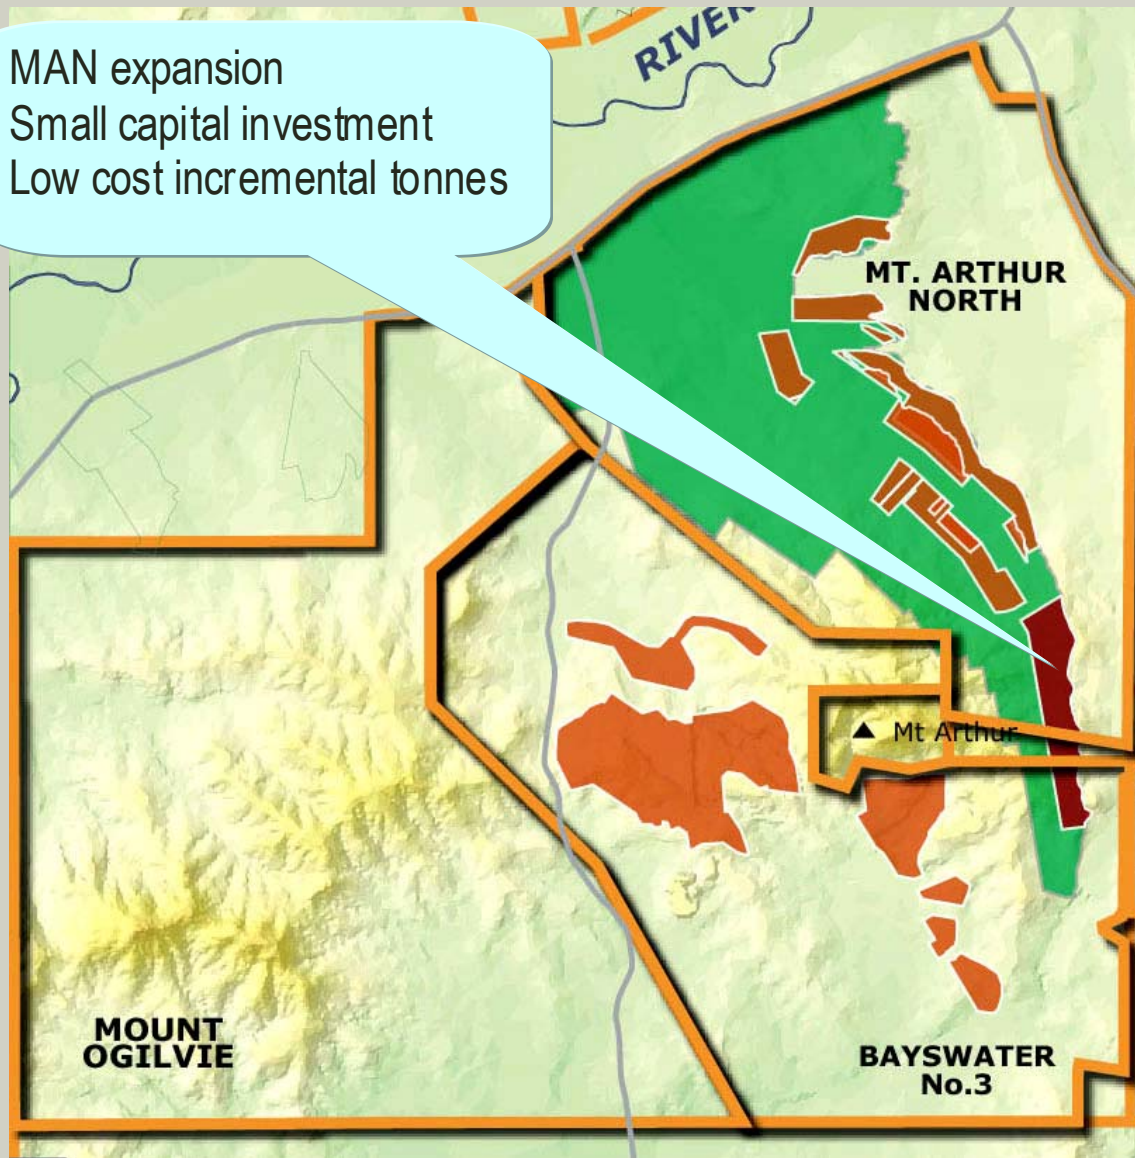 MAN expansion
Small capital investment
Low cost incremental tonnes
RIVER
MT. ARTHUR
NORTH
Mt Arthur
MOUNT
OGILVIE
BAYSWATER
No.3